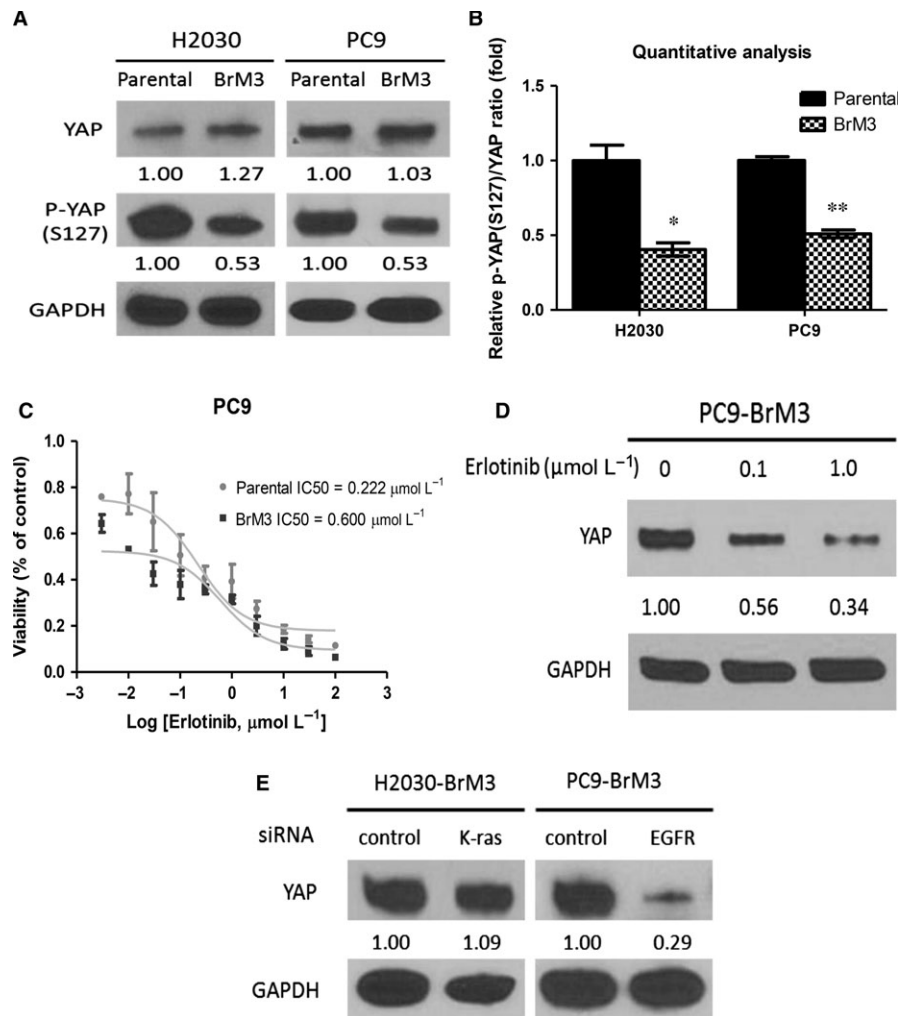 A
H2030 PC9
Parental BrM3 Parental BrM3
YAP
1.00 1.27 1.00 1.03
P-YAP
(S127)
1.00 0.53 1.00 0.53
GAPDH
B
Quantitative analysis
Relative p-YAP(S127)/YAP ratio (fold)
1.5
1.0
0.5
0.0
Parental
BrM3
*
**
H2030 PC9
C
PC9
Viability (% of control)
1.0
0.8
0.6
0.4
0.2
0.0
Parental IC50 = 0.222 μmol L⁻¹
BrM3 IC50 = 0.600 μmol L⁻¹
−3 −2 −1 0 1 2 3
Log [Erlotinib, μmol L⁻¹]
D
PC9-BrM3
Erlotinib (μmol L⁻¹) 0 0.1 1.0
YAP
1.00 0.56 0.34
GAPDH
E
H2030-BrM3 PC9-BrM3
siRNA control K-ras control EGFR
YAP
1.00 1.09 1.00 0.29
GAPDH